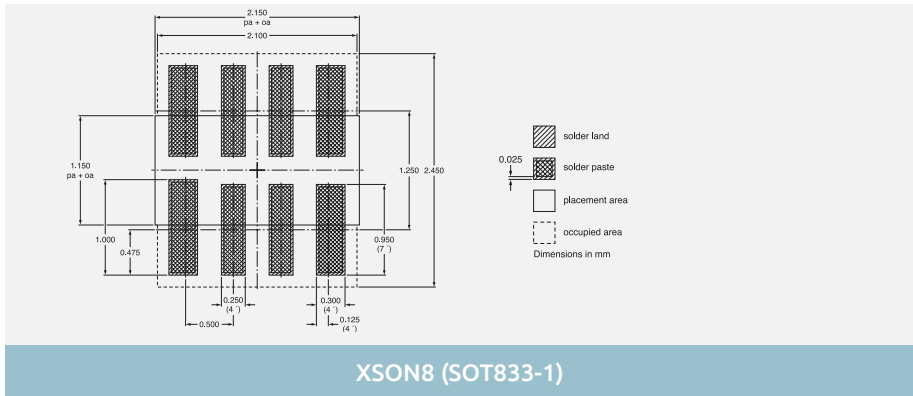 2.150
pa + oa
2.100
1.150
pa + oa
1.250
2.450
1.000
0.475
0.950
(7 ´)
0.250
(4 ´)
0.300
(4 ´)
0.500
0.125
(4 ´)
solder land
0.025
solder paste
placement area
occupied area
Dimensions in mm
XSON8 (SOT833-1)